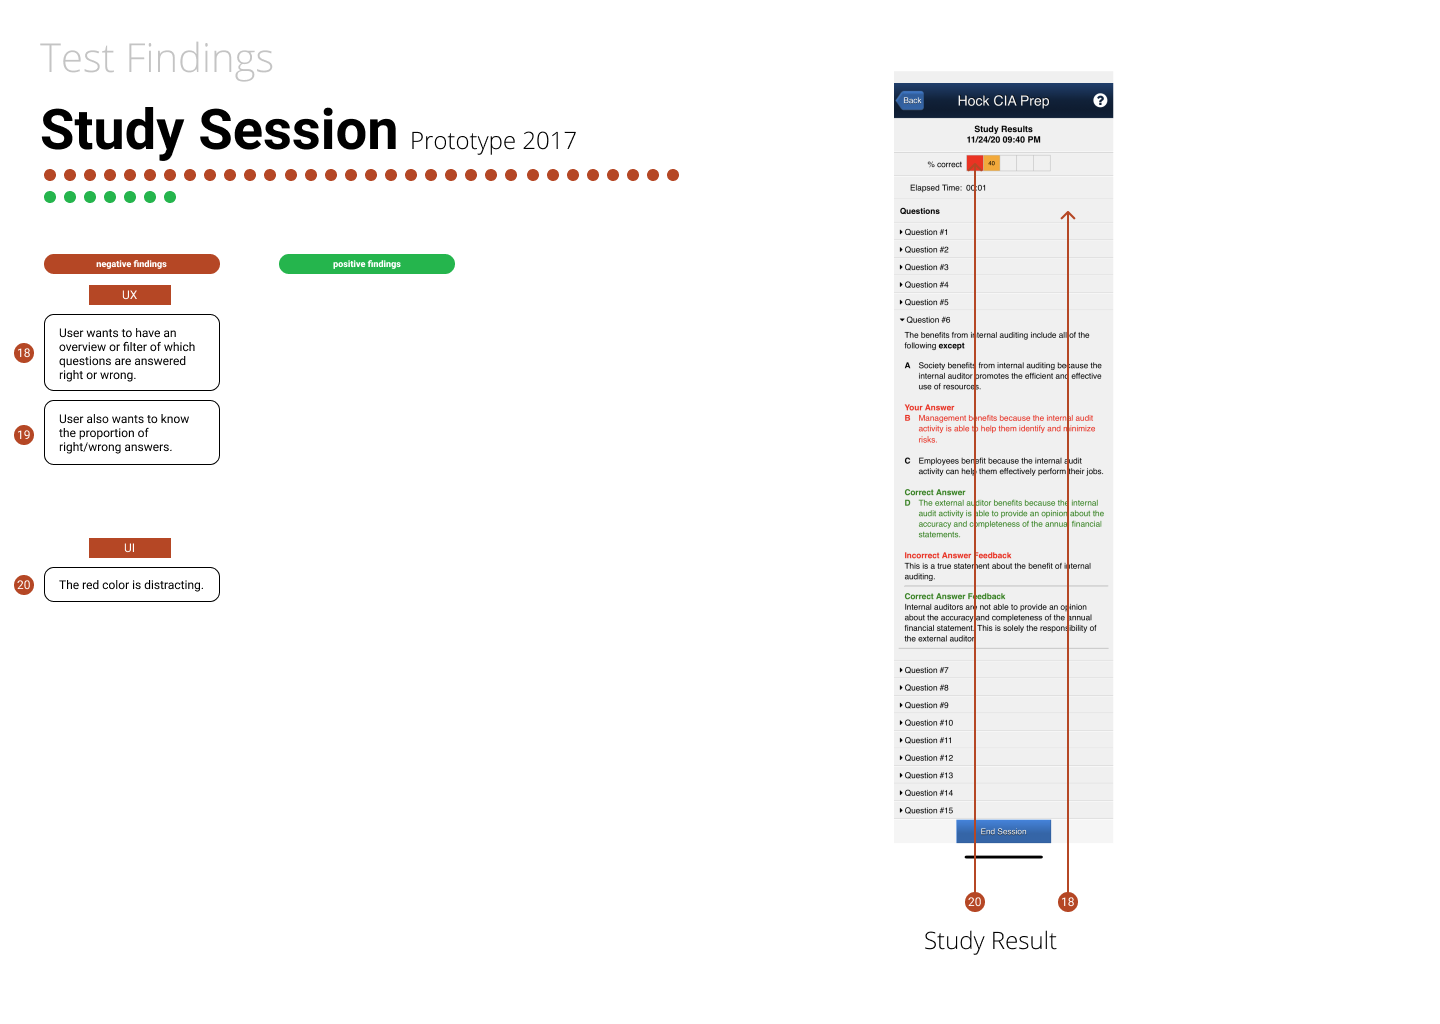 Test Findings
Study Session Prototype 2017
negative findings
positive findings
UX
18
User wants to have an
overview or filter of which
questions are answered
right or wrong.
19
User also wants to know
the proportion of
right/wrong answers.
UI
20
The red color is distracting.
Back
Hock CIA Prep
?
Study Results
11/24/20 09:40 PM
% correct
40
Elapsed Time: 00:01
Questions
Question #1
Question #2
Question #3
Question #4
Question #5
Question #6
The benefits from internal auditing include all of the
following except
A Society benefits from internal auditing because the
internal auditor promotes the efficient and effective
use of resources.
Your Answer
B Management benefits because the internal audit
activity is able to help them identify and minimize
risks.
C Employees benefit because the internal audit
activity can help them effectively perform their jobs.
Correct Answer
D The external auditor benefits because the internal
audit activity is able to provide an opinion about the
accuracy and completeness of the annual financial
statements.
Incorrect Answer Feedback
This is a true statement about the benefit of internal
auditing.
Correct Answer Feedback
Internal auditors are not able to provide an opinion
about the accuracy and completeness of the annual
financial statement. This is solely the responsibility of
the external auditor
Question #7
Question #8
Question #9
Question #10
Question #11
Question #12
Question #13
Question #14
Question #15
End Session
20
18
Study Result